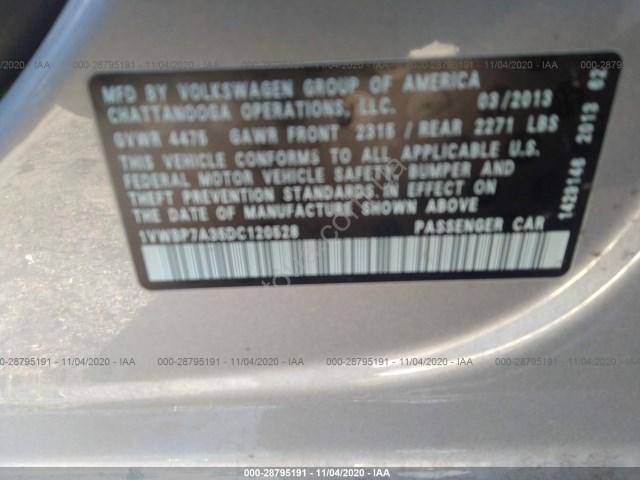 000-28795191 - 11/04/2020 - IAA
MFD BY VOLKSWAGEN GROUP OF AMERICA
CHATTANOOGA OPERATIONS, LLC. 03/2013
GVWR 4475 GAWR FRONT 2315 / REAR 2271 LBS
THIS VEHICLE CONFORMS TO ALL APPLICABLE U.S.
FEDERAL MOTOR VEHICLE SAFETY, BUMPER AND
THEFT PREVENTION STANDARDS IN EFFECT ON
DATE OF MANUFACTURE SHOWN ABOVE
1VWBP7A35DC120528 PASSENGER CAR
1423146 2013 02
000-28795191 - 11/04/2020 - IAA
000-28795191 - 11/04/2020 - IAA